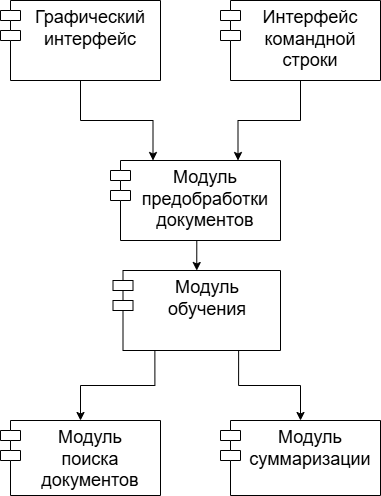 Графический
интерфейс
Интерфейс
командной
строки
Модуль
предобработки
документов
Модуль
обучения
Модуль
поиска
документов
Модуль
суммаризации